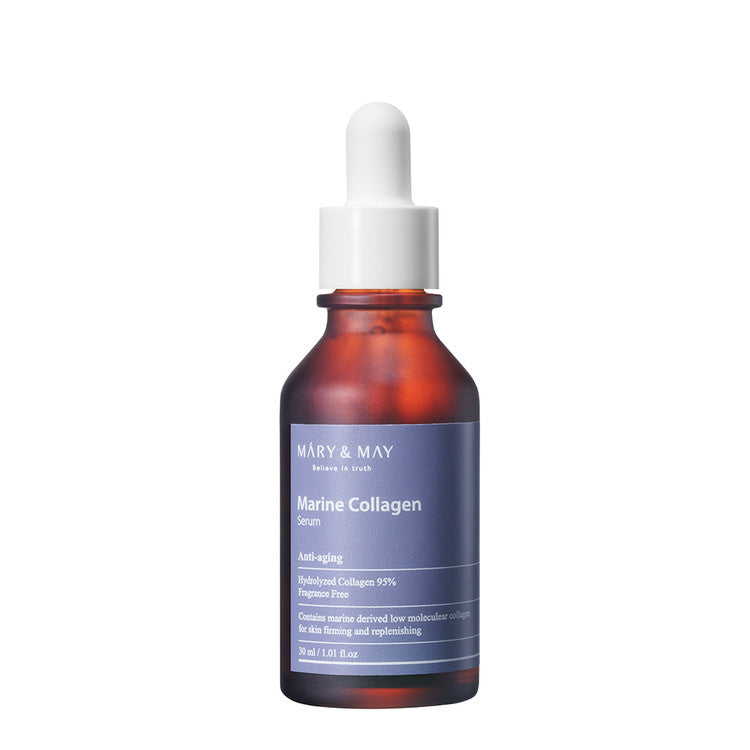 MÁRY & MAY
Believe in truth
Marine Collagen
Serum
Anti-aging
Hydrolyzed Collagen 95%
Fragrance Free
Contains marine derived low moleculear collagen
for skin firming and replenishing
30 ml / 1.01 fl.oz